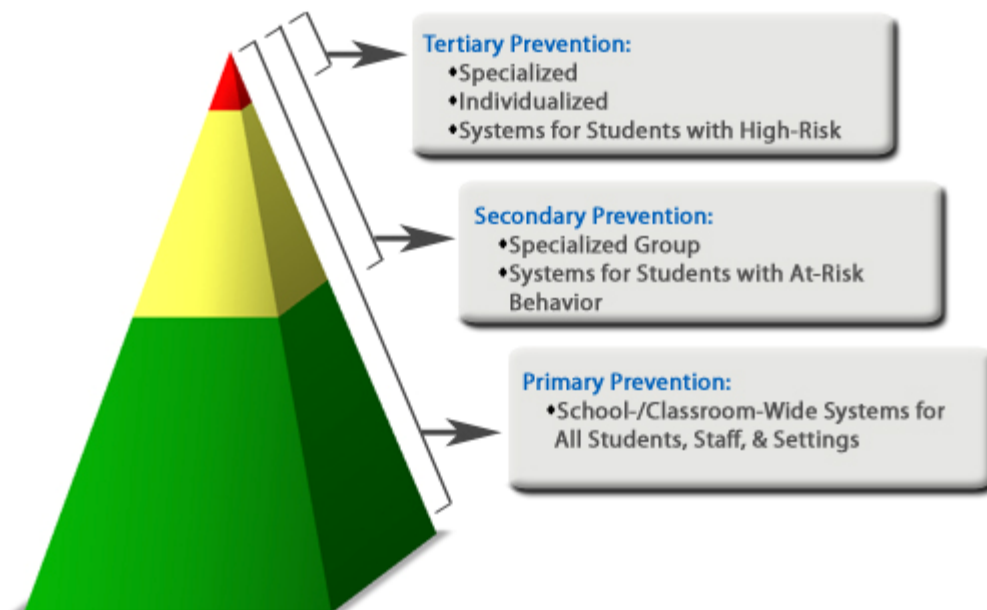 Tertiary Prevention:
♦Specialized
♦Individualized
♦Systems for Students with High-Risk
Secondary Prevention:
♦Specialized Group
♦Systems for Students with At-Risk
Behavior
Primary Prevention:
♦School-/Classroom-Wide Systems for
All Students, Staff, & Settings